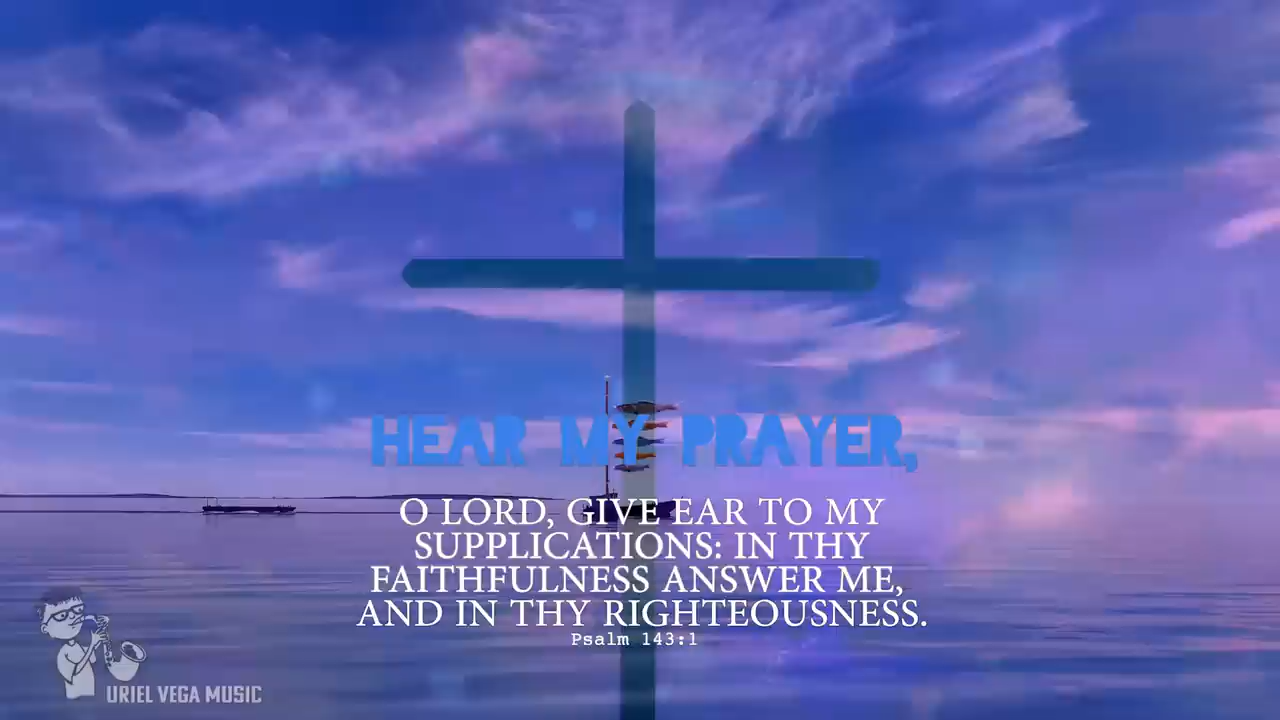 HEAR MY PRAYER,
O LORD, GIVE EAR TO MY
SUPPLICATIONS: IN THY
FAITHFULNESS ANSWER ME,
AND IN THY RIGHTEOUSNESS.
Psalm 143:1
URIEL VEGA MUSIC